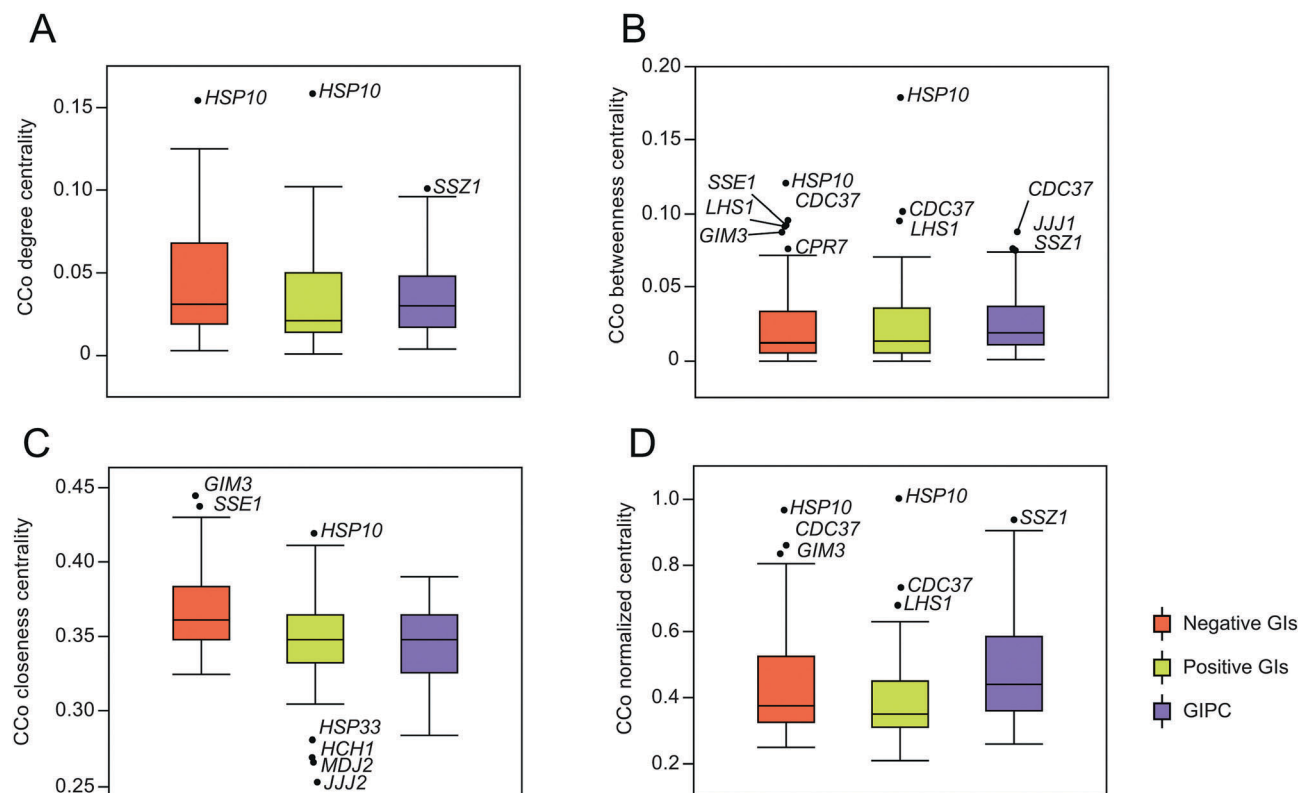 A
CCo degree centrality
0.15
0.10
0.05
0
HSP10
HSP10
SSZ1
B
CCo betweenness centrality
0.20
0.15
0.10
0.05
0
HSP10
SSE1
HSP10
CDC37
LHS1
GIM3
CPR7
CDC37
LHS1
CDC37
JJJ1
SSZ1
C
CCo closeness centrality
0.45
0.40
0.35
0.30
0.25
GIM3
SSE1
HSP10
HSP33
HCH1
MDJ2
JJJ2
D
CCo normalized centrality
1.0
0.8
0.6
0.4
0.2
HSP10
CDC37
GIM3
HSP10
CDC37
LHS1
SSZ1
Negative GIs
Positive GIs
GIPC